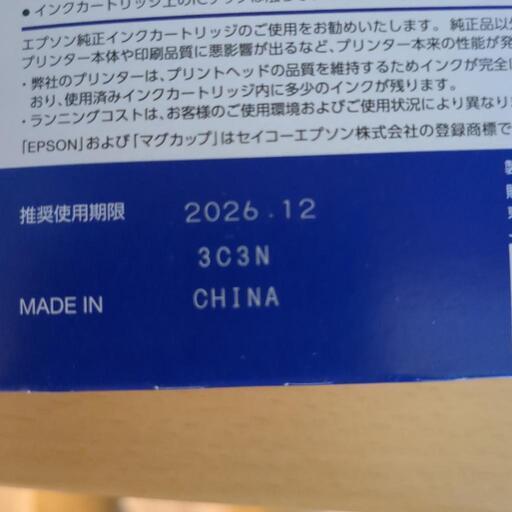 ●インクカートリッジ上の
エプソン純正インクカートリッジのご使用をお勧めいたします。純正品以外
プリンター本体や印刷品質に悪影響が出るなど、プリンター本来の性能が発
・弊社のプリンターは、プリントヘッドの品質を維持するためインクが完全に
おり、使用済みインクカートリッジ内に多少のインクが残ります。
・ランニングコストは、お客様のご使用環境およびご使用状況により異なりま
「EPSON」および「マグカップ」はセイコーエプソン株式会社の登録商標で
推奨使用期限 2026.12
3C3N
MADE IN CHINA